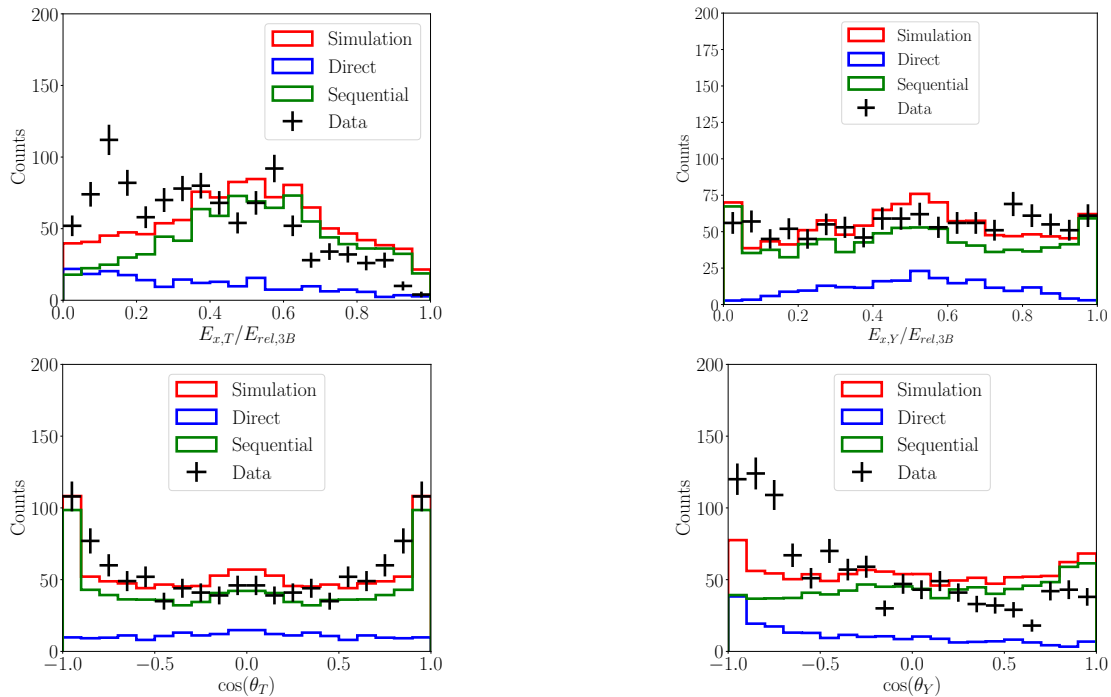 200
150
100
50
0
Counts
0.0 0.2 0.4 0.6 0.8 1.0
E_{x,T}/E_{rel,3B}
Simulation
Direct
Sequential
Data
200
175
150
125
100
75
50
25
0
Counts
0.0 0.2 0.4 0.6 0.8 1.0
E_{x,Y}/E_{rel,3B}
Simulation
Direct
Sequential
Data
200
150
100
50
0
Counts
−1.0 −0.5 0.0 0.5 1.0
cos(θ_T)
Simulation
Direct
Sequential
Data
200
150
100
50
0
Counts
−1.0 −0.5 0.0 0.5 1.0
cos(θ_Y)
Simulation
Direct
Sequential
Data